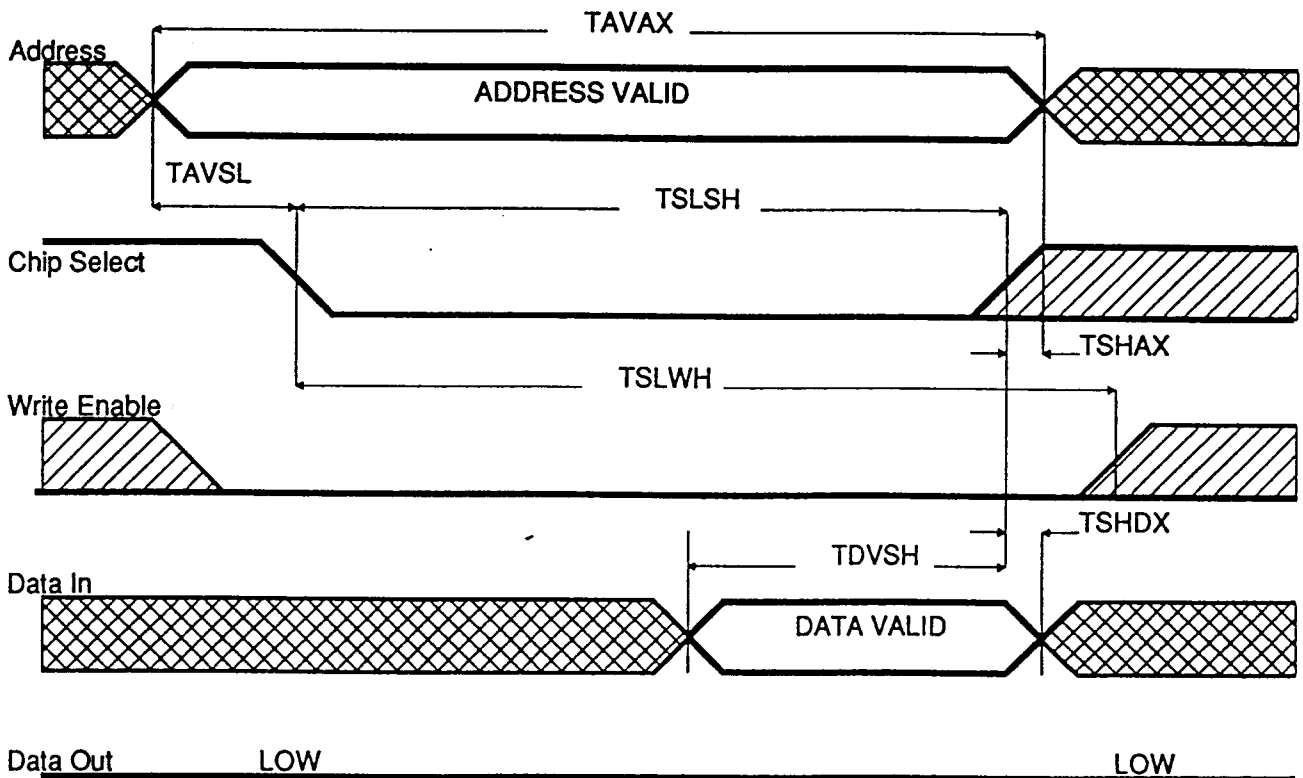 TAVAX
Address
ADDRESS VALID
TAVSL
TSLSH
Chip Select
TSHAX
TSLWH
Write Enable
TSHDX
TDVSH
Data In
DATA VALID
Data Out LOW LOW